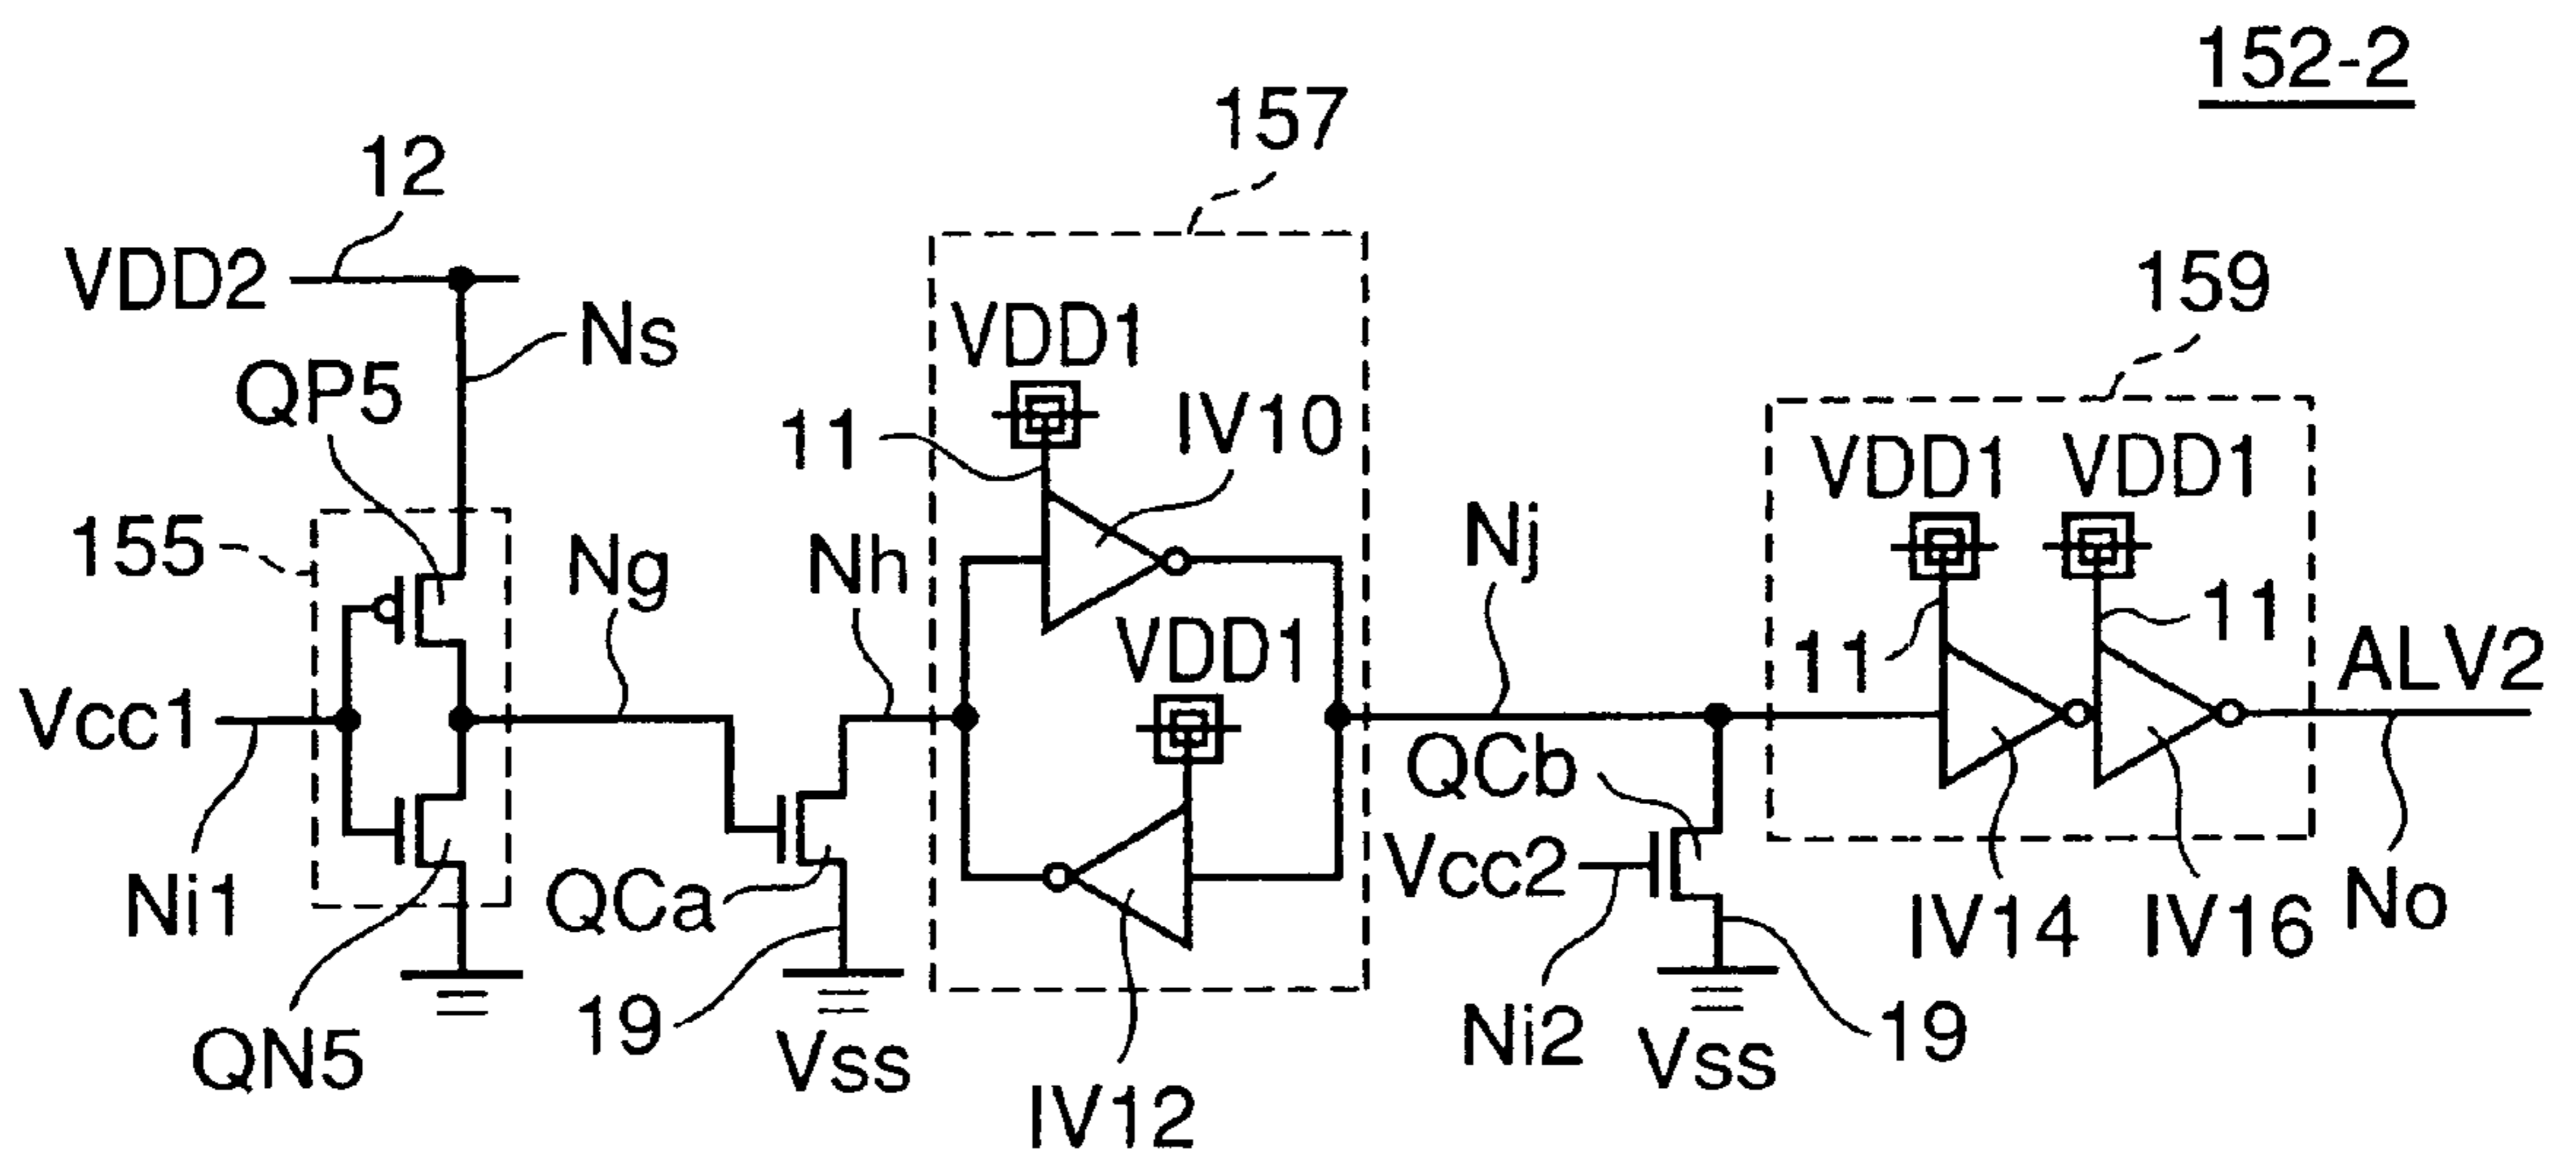 152-2
157
12
VDD2
Ns
159
VDD1
QP5
11
IV10
VDD1 VDD1
155
Ng
Nh
Nj
11
VDD1
11
ALV2
Vcc1
QCb
Vcc2
Ni1
QCa
IV14
IV16
No
19
Ni2
19
QN5
Vss
Vss
IV12